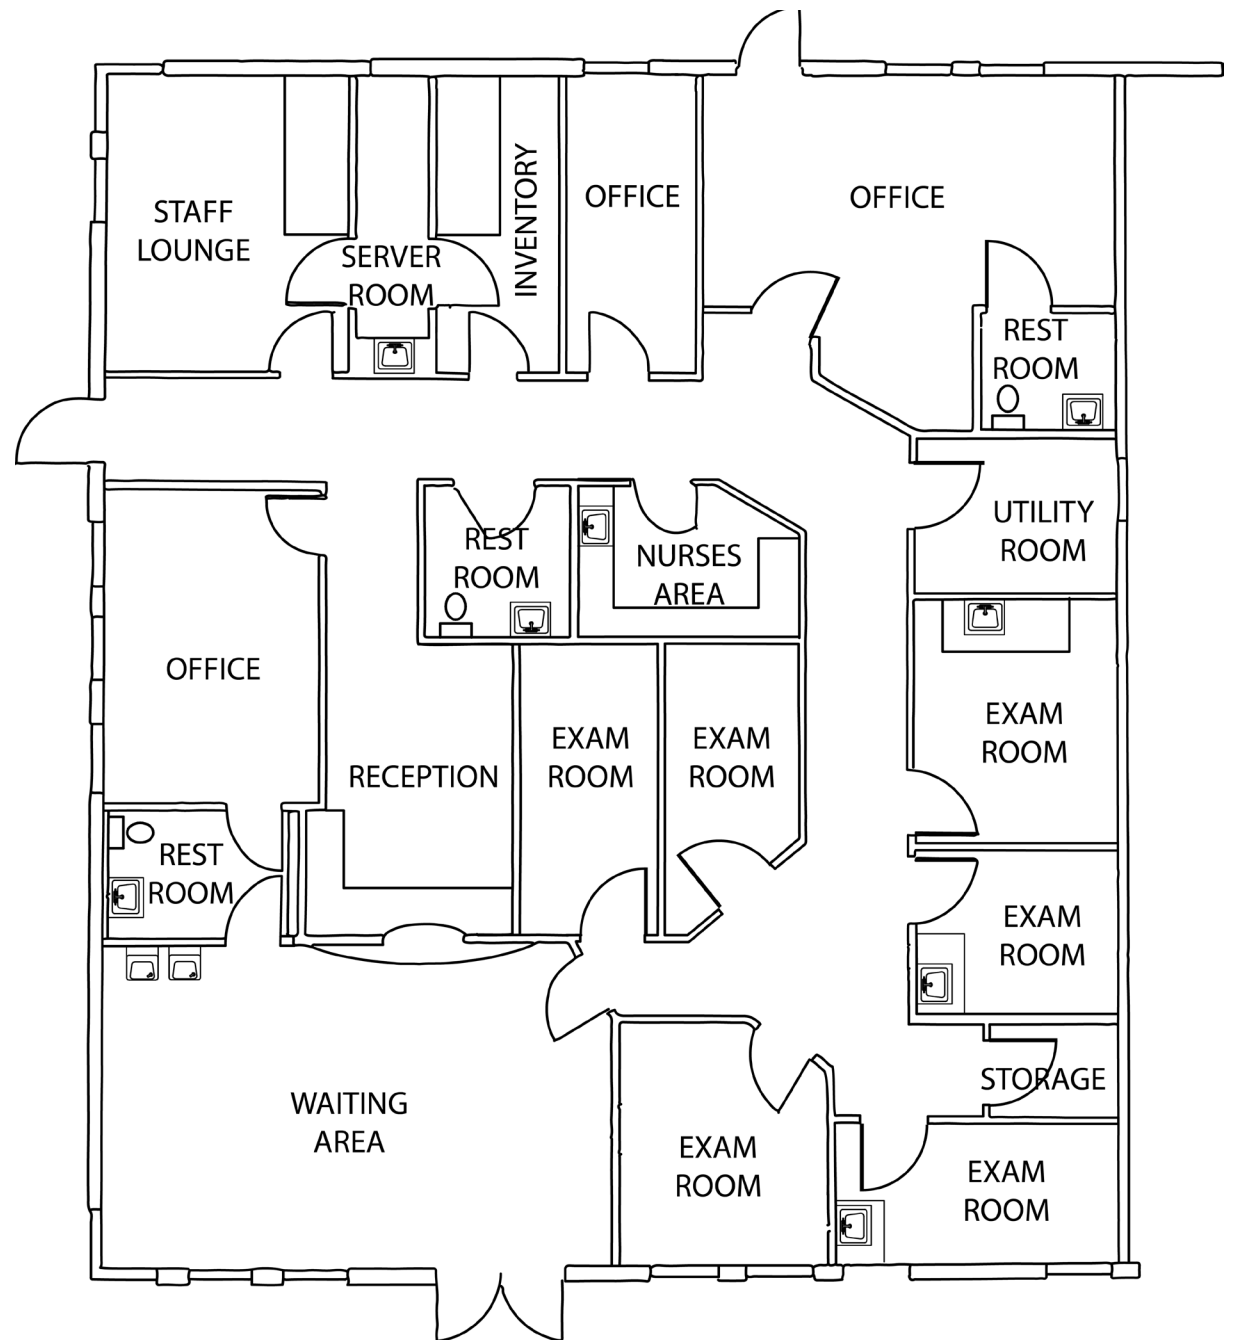 STAFF
LOUNGE
SERVER
ROOM
INVENTORY
OFFICE
OFFICE
REST
ROOM
REST
ROOM
NURSES
AREA
UTILITY
ROOM
OFFICE
RECEPTION
EXAM
ROOM
EXAM
ROOM
EXAM
ROOM
REST
ROOM
EXAM
ROOM
WAITING
AREA
STORAGE
EXAM
ROOM
EXAM
ROOM